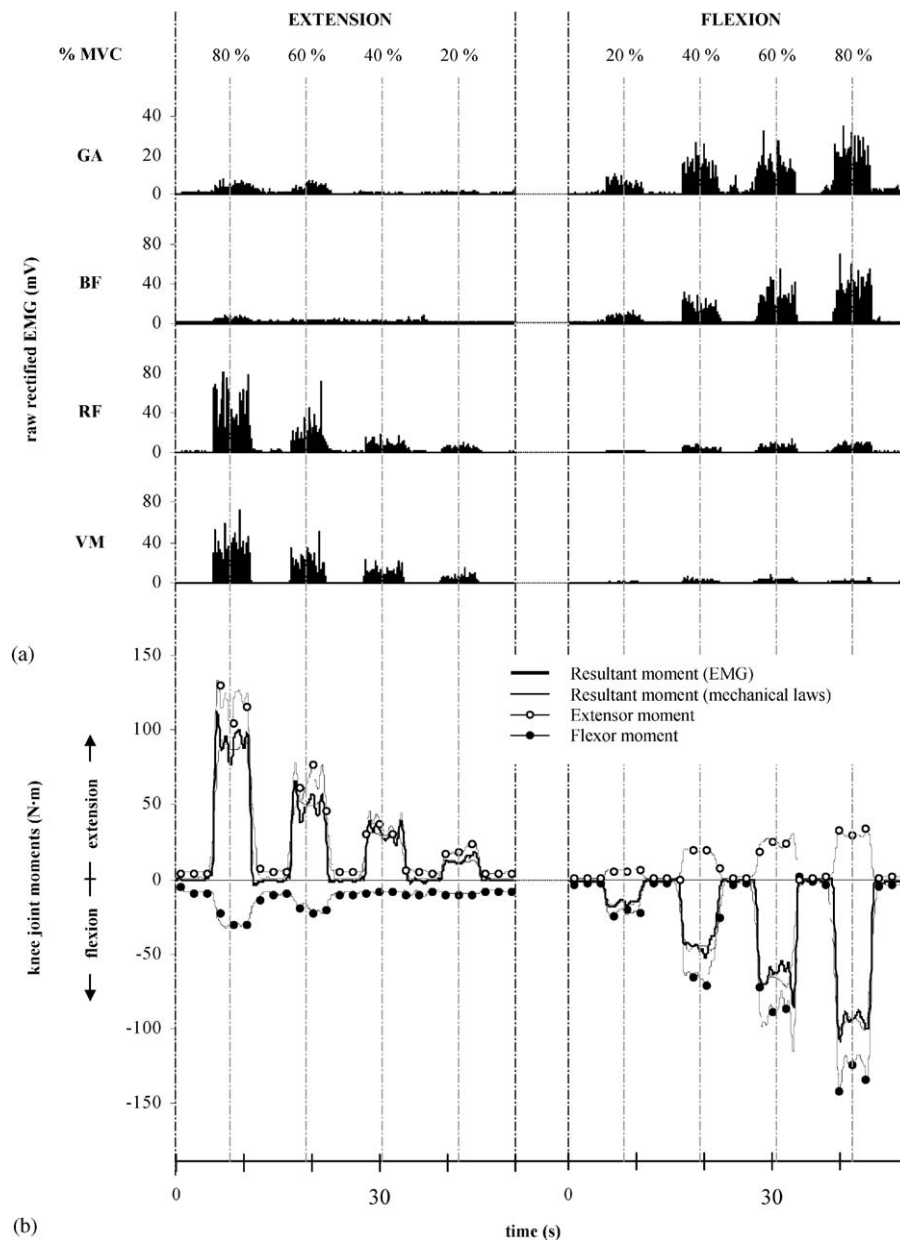 EXTENSION FLEXION
% MVC 80 % 60 % 40 % 20 % 20 % 40 % 60 % 80 %
40
GA 20
0
80
BF 40
0
80
RF 40
0
80
VM 40
0
raw rectified EMG (mV)
(a)
150
100
50
0
-50
-100
-150
knee joint moments (N·m)
flexion
extension
Resultant moment (EMG)
Resultant moment (mechanical laws)
Extensor moment
Flexor moment
0 30 0 30
time (s)
(b)